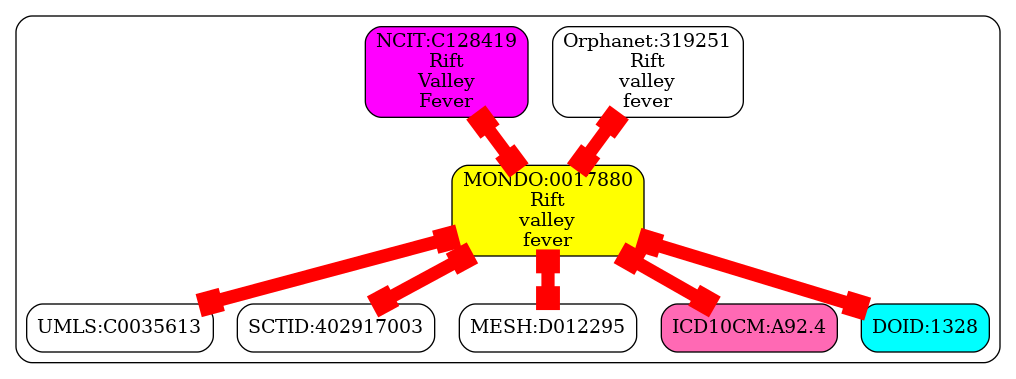 NCIT:C128419
Rift
Valley
Fever
Orphanet:319251
Rift
valley
fever
MONDO:0017880
Rift
valley
fever
UMLS:C0035613
SCTID:402917003
MESH:D012295
ICD10CM:A92.4
DOID:1328